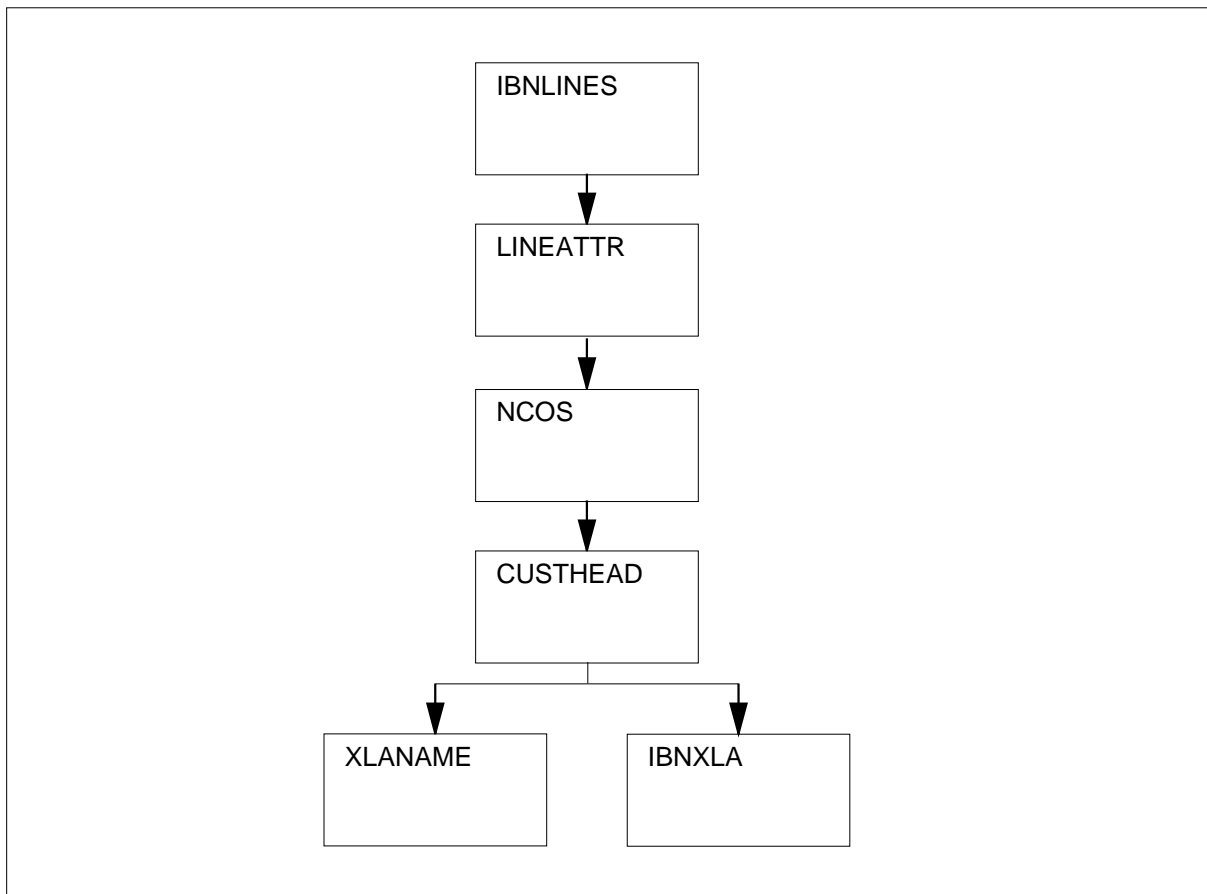 IBNLINES
LINEATTR
NCOS
CUSTHEAD
XLANAME
IBNXLA